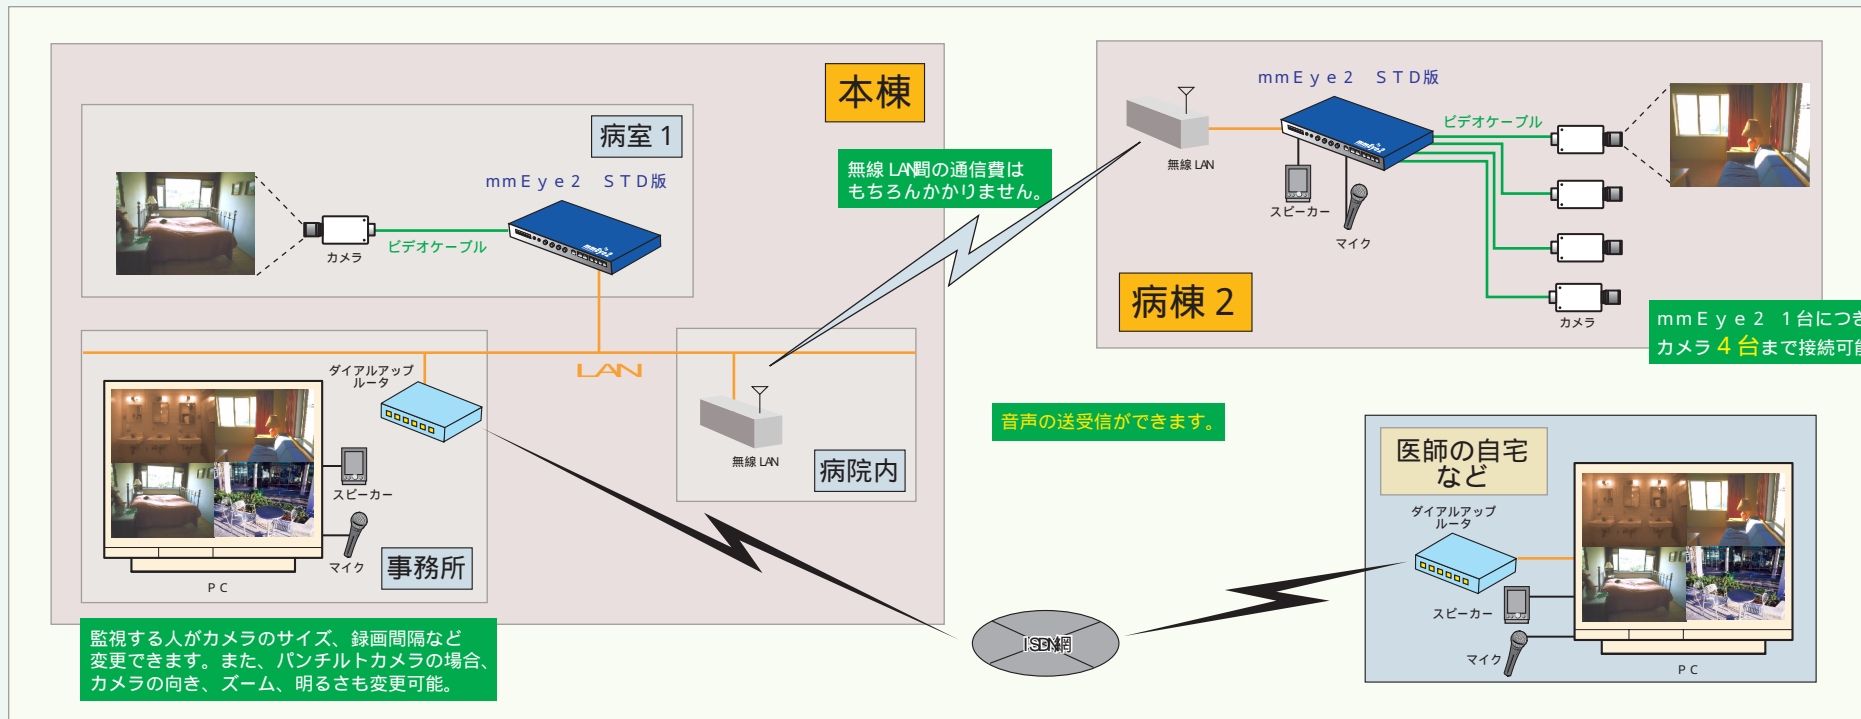 本棟
病室1
mmEye2 STD版
カメラ
ビデオケーブル
mmEye2
無線LAN間の通信費は
もちろんかかりません。
LAN
ダイアルアップ
ルータ
スピーカー
マイク
PC
事務所
無線LAN
病院内
監視する人がカメラのサイズ、録画間隔など
変更できます。また、パンチルトカメラの場合、
カメラの向き、ズーム、明るさも変更可能。
mmEye2 STD版
無線LAN
mmEye2
ビデオケーブル
スピーカー
マイク
カメラ
病棟2
mmEye2 1台につき
カメラ4台まで接続可能
音声の送受信ができます。
ISDN網
医師の自宅
など
ダイアルアップ
ルータ
スピーカー
マイク
PC